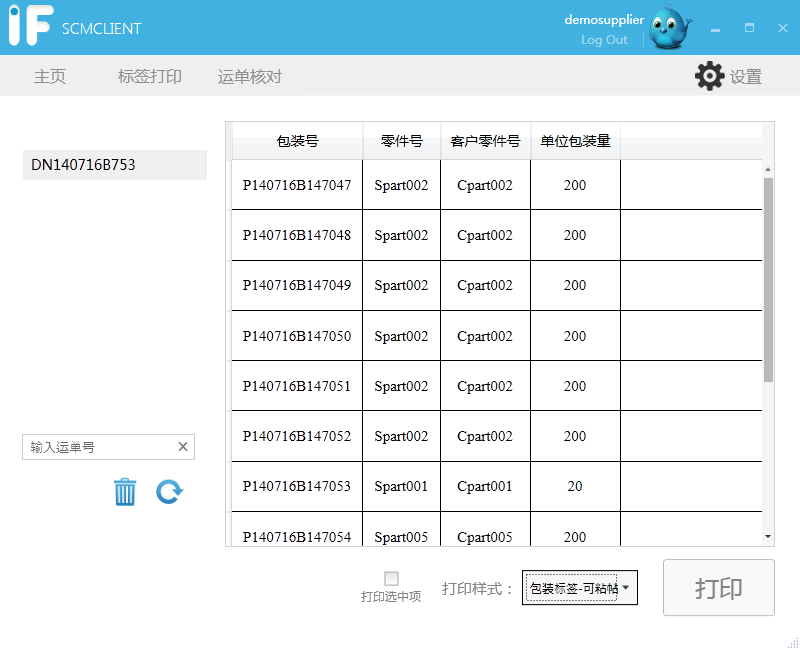 iF SCMCLIENT
demosupplier
Log Out
主页 标签打印 运单核对 设置
DN140716B753
包装号 零件号 客户零件号 单位包装量
P140716B147047 Spart002 Cpart002 200
P140716B147048 Spart002 Cpart002 200
P140716B147049 Spart002 Cpart002 200
P140716B147050 Spart002 Cpart002 200
P140716B147051 Spart002 Cpart002 200
P140716B147052 Spart002 Cpart002 200
P140716B147053 Spart001 Cpart001 20
P140716B147054 Spart005 Cpart005 200
输入运单号
打印选中项
打印样式：
包装标签-可粘帖
打印